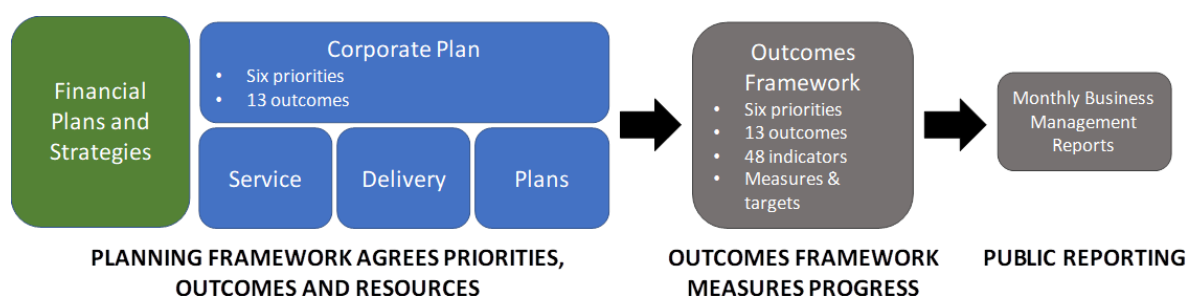 Financial
Plans and
Strategies
Corporate Plan
• Six priorities
• 13 outcomes
Service
Delivery
Plans
Outcomes
Framework
• Six priorities
• 13 outcomes
• 48 indicators
• Measures &
targets
Monthly Business
Management
Reports
PLANNING FRAMEWORK AGREES PRIORITIES,
OUTCOMES AND RESOURCES
OUTCOMES FRAMEWORK
MEASURES PROGRESS
PUBLIC REPORTING